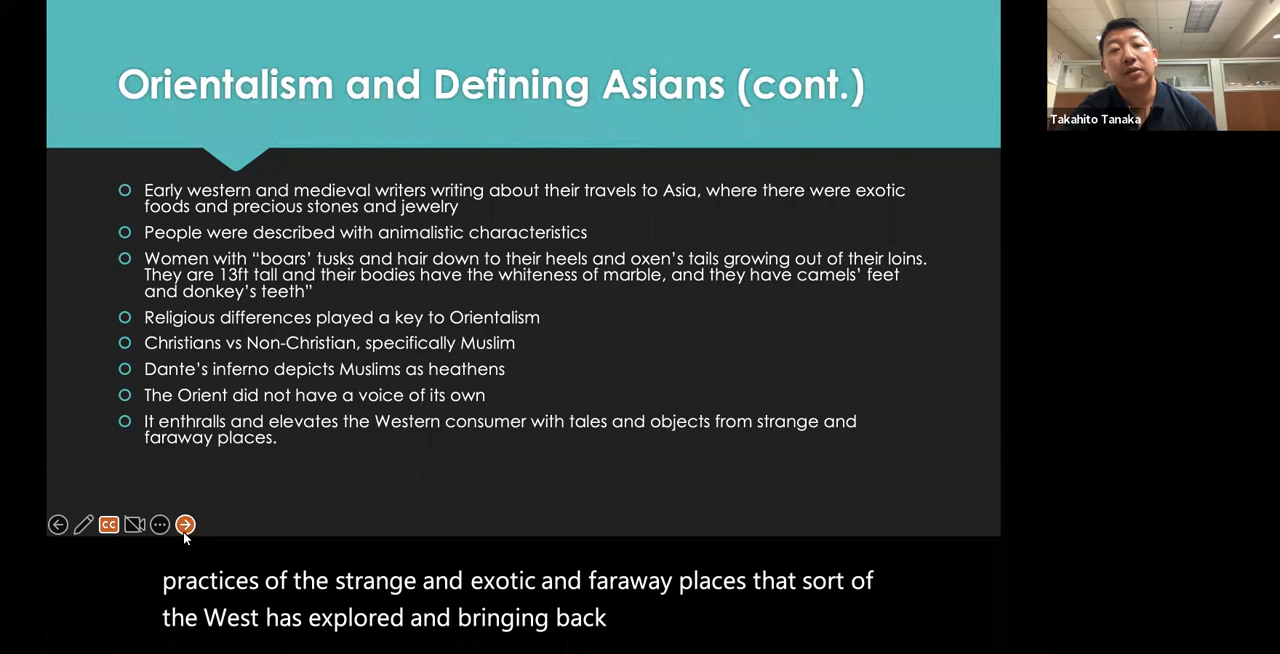 Orientalism and Defining Asians (cont.)
Early western and medieval writers writing about their travels to Asia, where there were exotic
foods and precious stones and jewelry
People were described with animalistic characteristics
Women with “boars’ tusks and hair down to their heels and oxen’s tails growing out of their loins.
They are 13ft tall and their bodies have the whiteness of marble, and they have camels’ feet
and donkey’s teeth”
Religious differences played a key to Orientalism
Christians vs Non-Christian, specifically Muslim
Dante’s inferno depicts Muslims as heathens
The Orient did not have a voice of its own
It enthralls and elevates the Western consumer with tales and objects from strange and
faraway places.
CC
practices of the strange and exotic and faraway places that sort of
the West has explored and bringing back
Takahito Tanaka